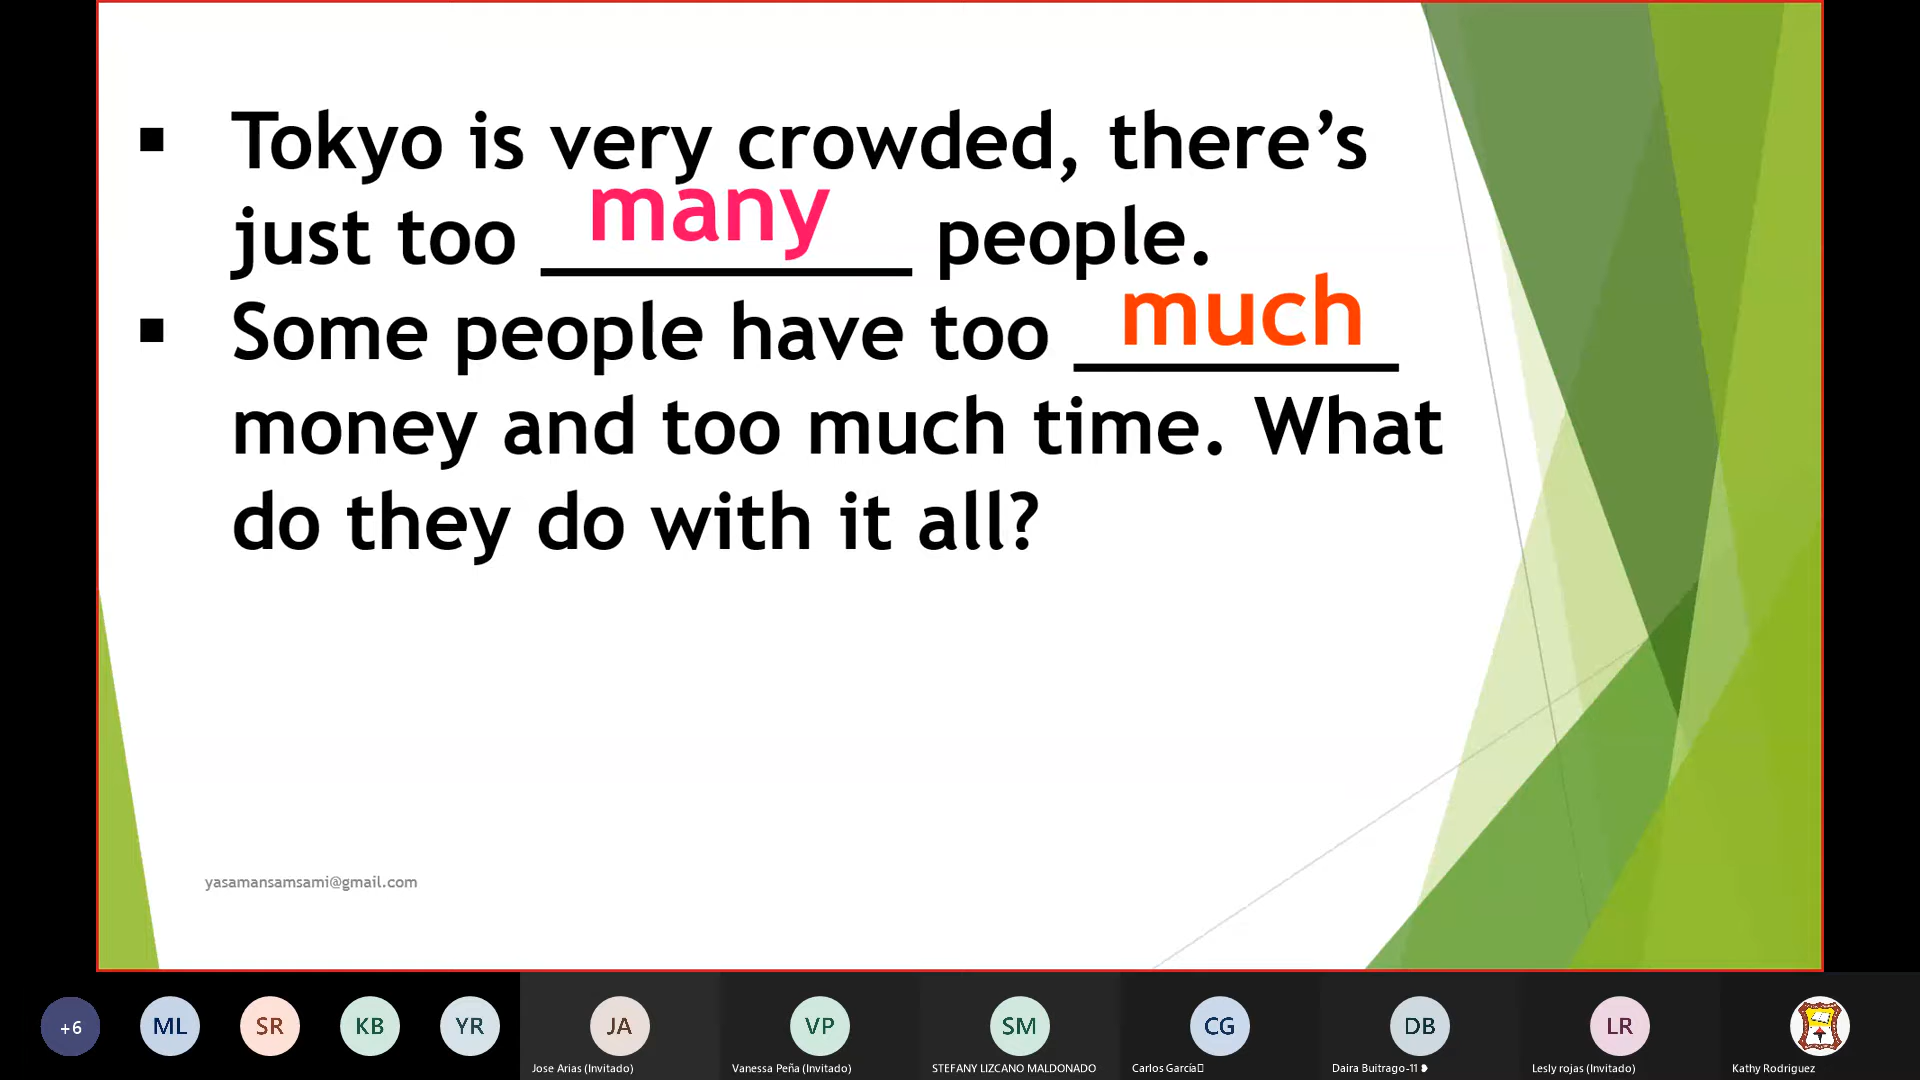 ▪ Tokyo is very crowded, there’s
just too many people.
▪ Some people have too much
money and too much time. What
do they do with it all?
yasamansamsami@gmail.com
+6 ML SR KB YR JA VP SM CG DB LR
Jose Arias (Invitado) Vanessa Peña (Invitado) STEFANY LIZCANO MALDONADO Carlos García Daira Buitrago-11 Lesly rojas (Invitado) Kathy Rodriguez